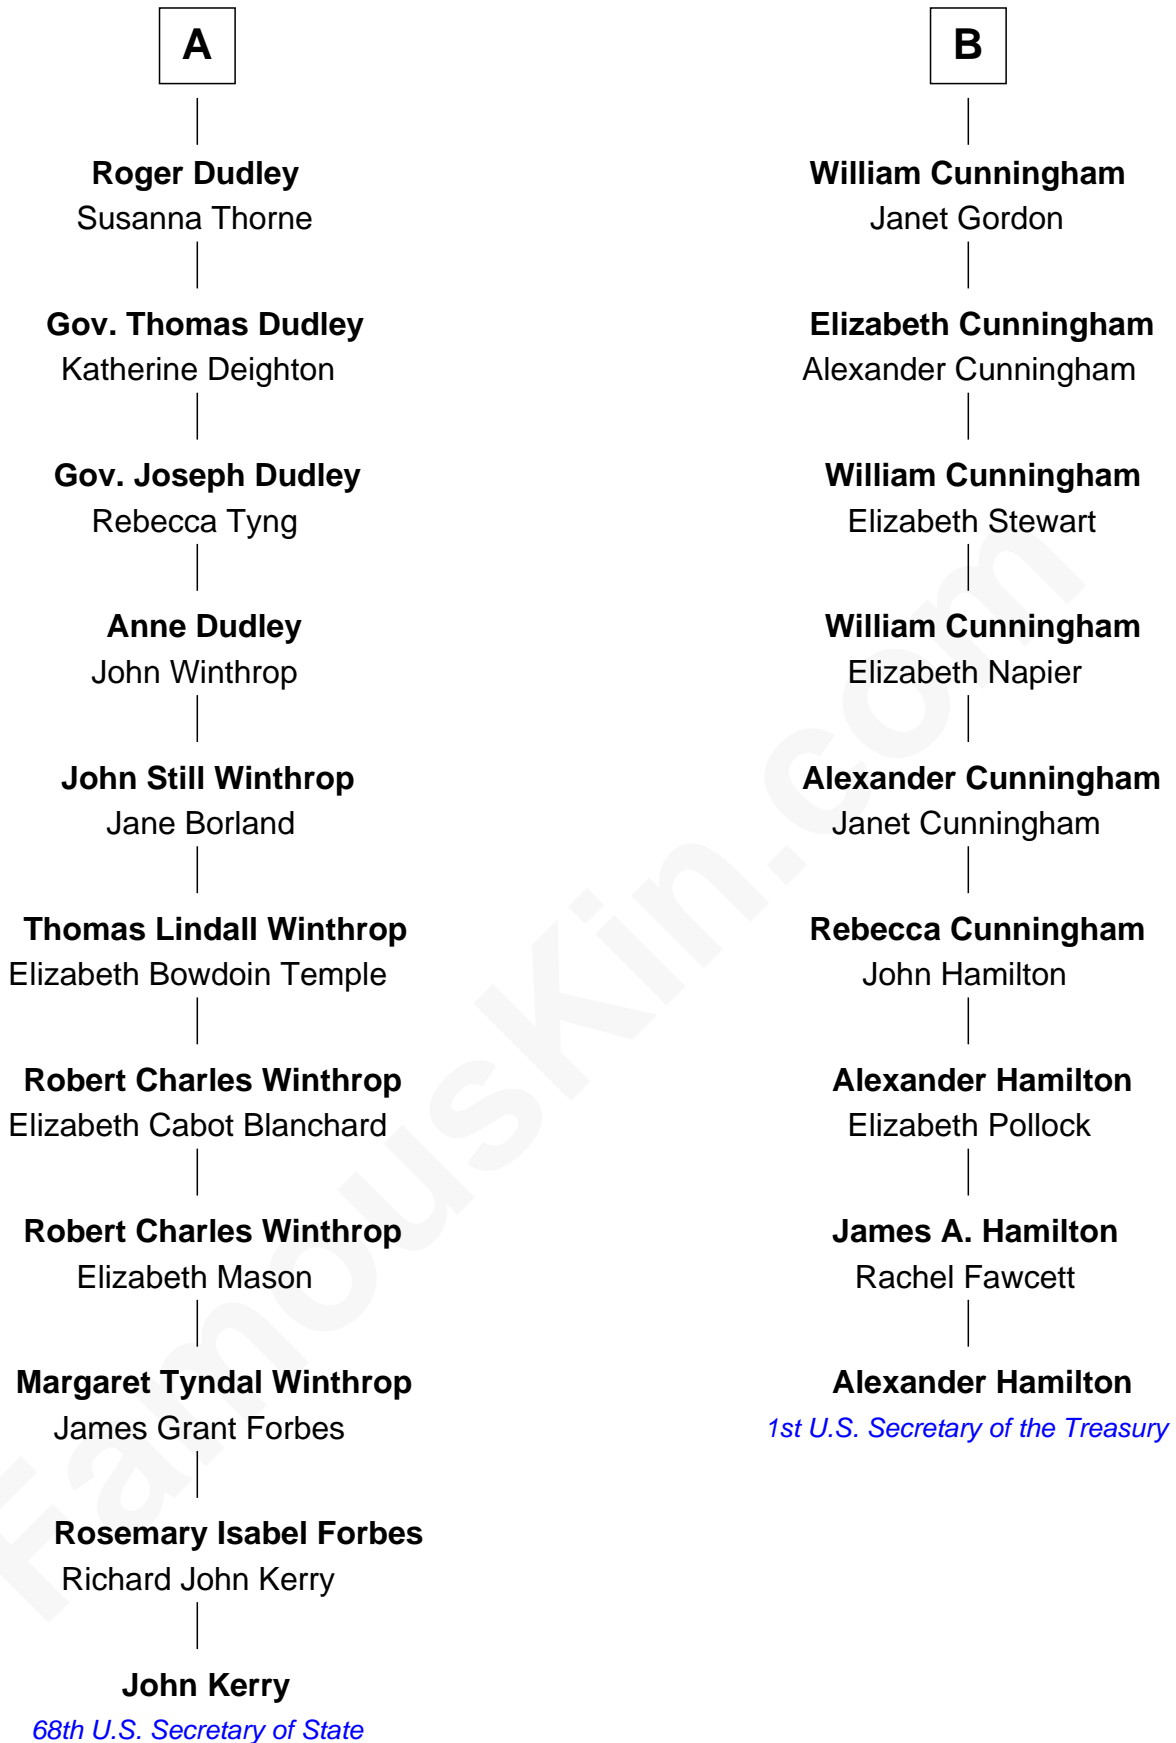 A
Roger Dudley
Susanna Thorne
Gov. Thomas Dudley
Katherine Deighton
Gov. Joseph Dudley
Rebecca Tyng
Anne Dudley
John Winthrop
John Still Winthrop
Jane Borland
Thomas Lindall Winthrop
Elizabeth Bowdoin Temple
Robert Charles Winthrop
Elizabeth Cabot Blanchard
Robert Charles Winthrop
Elizabeth Mason
Margaret Tyndal Winthrop
James Grant Forbes
Rosemary Isabel Forbes
Richard John Kerry
John Kerry
68th U.S. Secretary of State
B
William Cunningham
Janet Gordon
Elizabeth Cunningham
Alexander Cunningham
William Cunningham
Elizabeth Stewart
William Cunningham
Elizabeth Napier
Alexander Cunningham
Janet Cunningham
Rebecca Cunningham
John Hamilton
Alexander Hamilton
Elizabeth Pollock
James A. Hamilton
Rachel Fawcett
Alexander Hamilton
1st U.S. Secretary of the Treasury
FamousKin.com